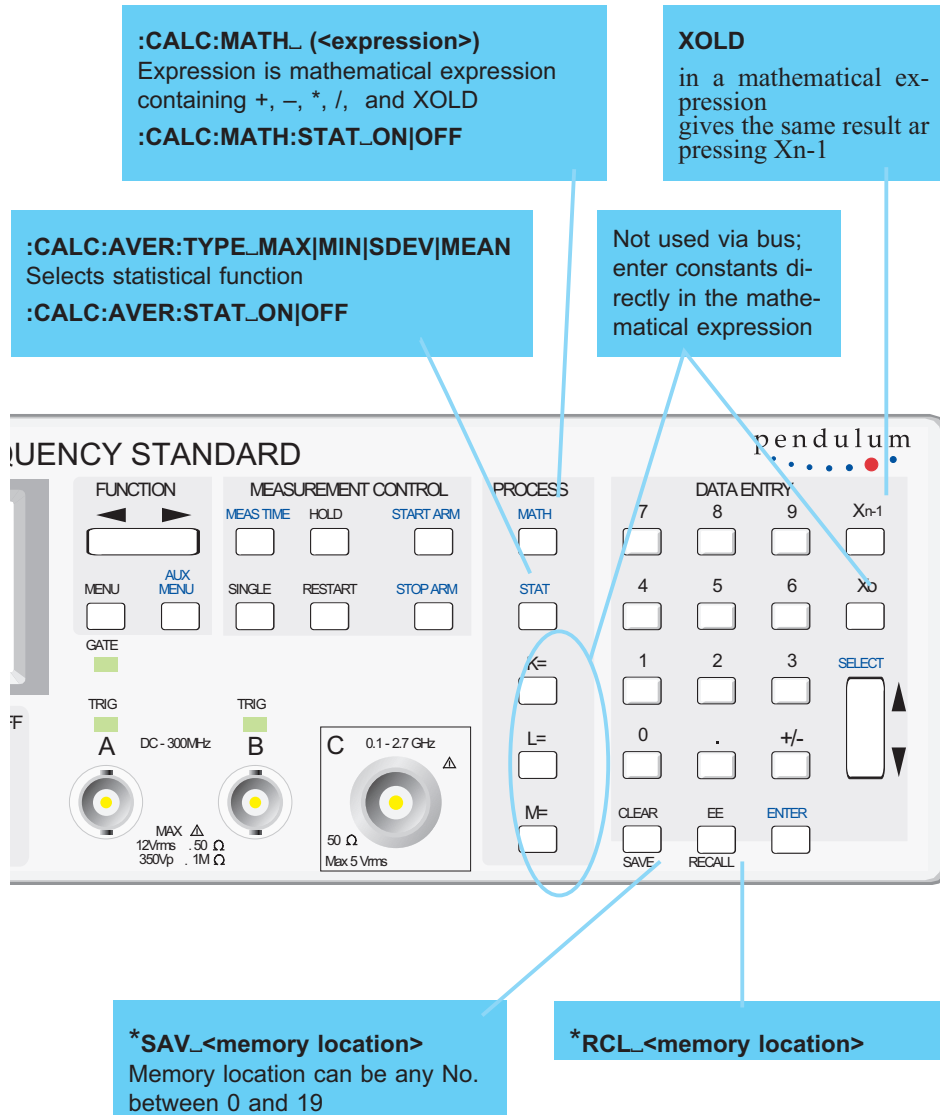 :CALC:MATH⎵ (<expression>)
Expression is mathematical expression
containing +, –, *, /,  and XOLD
:CALC:MATH:STAT⎵ON|OFF
XOLD
in a mathematical ex-
pression
gives the same result ar
pressing Xn-1
:CALC:AVER:TYPE⎵MAX|MIN|SDEV|MEAN
Selects statistical function
:CALC:AVER:STAT⎵ON|OFF
Not used via bus;
enter constants di-
rectly in the mathe-
matical expression
QUENCY STANDARD
pendulum
FUNCTION
MENU
AUX
MENU
GATE
MEASUREMENT CONTROL
MEAS TIME HOLD START ARM
SINGLE RESTART STOP ARM
PROCESS
MATH
STAT
K=
L=
M=
DATA ENTRY
7 8 9 Xn-1
4 5 6 Xo
1 2 3 SELECT
0 . +/-
CLEAR EE ENTER
SAVE RECALL
FF
TRIG
A
DC - 300MHz
TRIG
B
MAX ⚠
12Vrms . 50 Ω
350Vp . 1M Ω
C 0.1 - 2.7 GHz
⚠
50 Ω
Max 5 Vrms
*SAV⎵<memory location>
Memory location can be any No.
between 0 and 19
*RCL⎵<memory location>